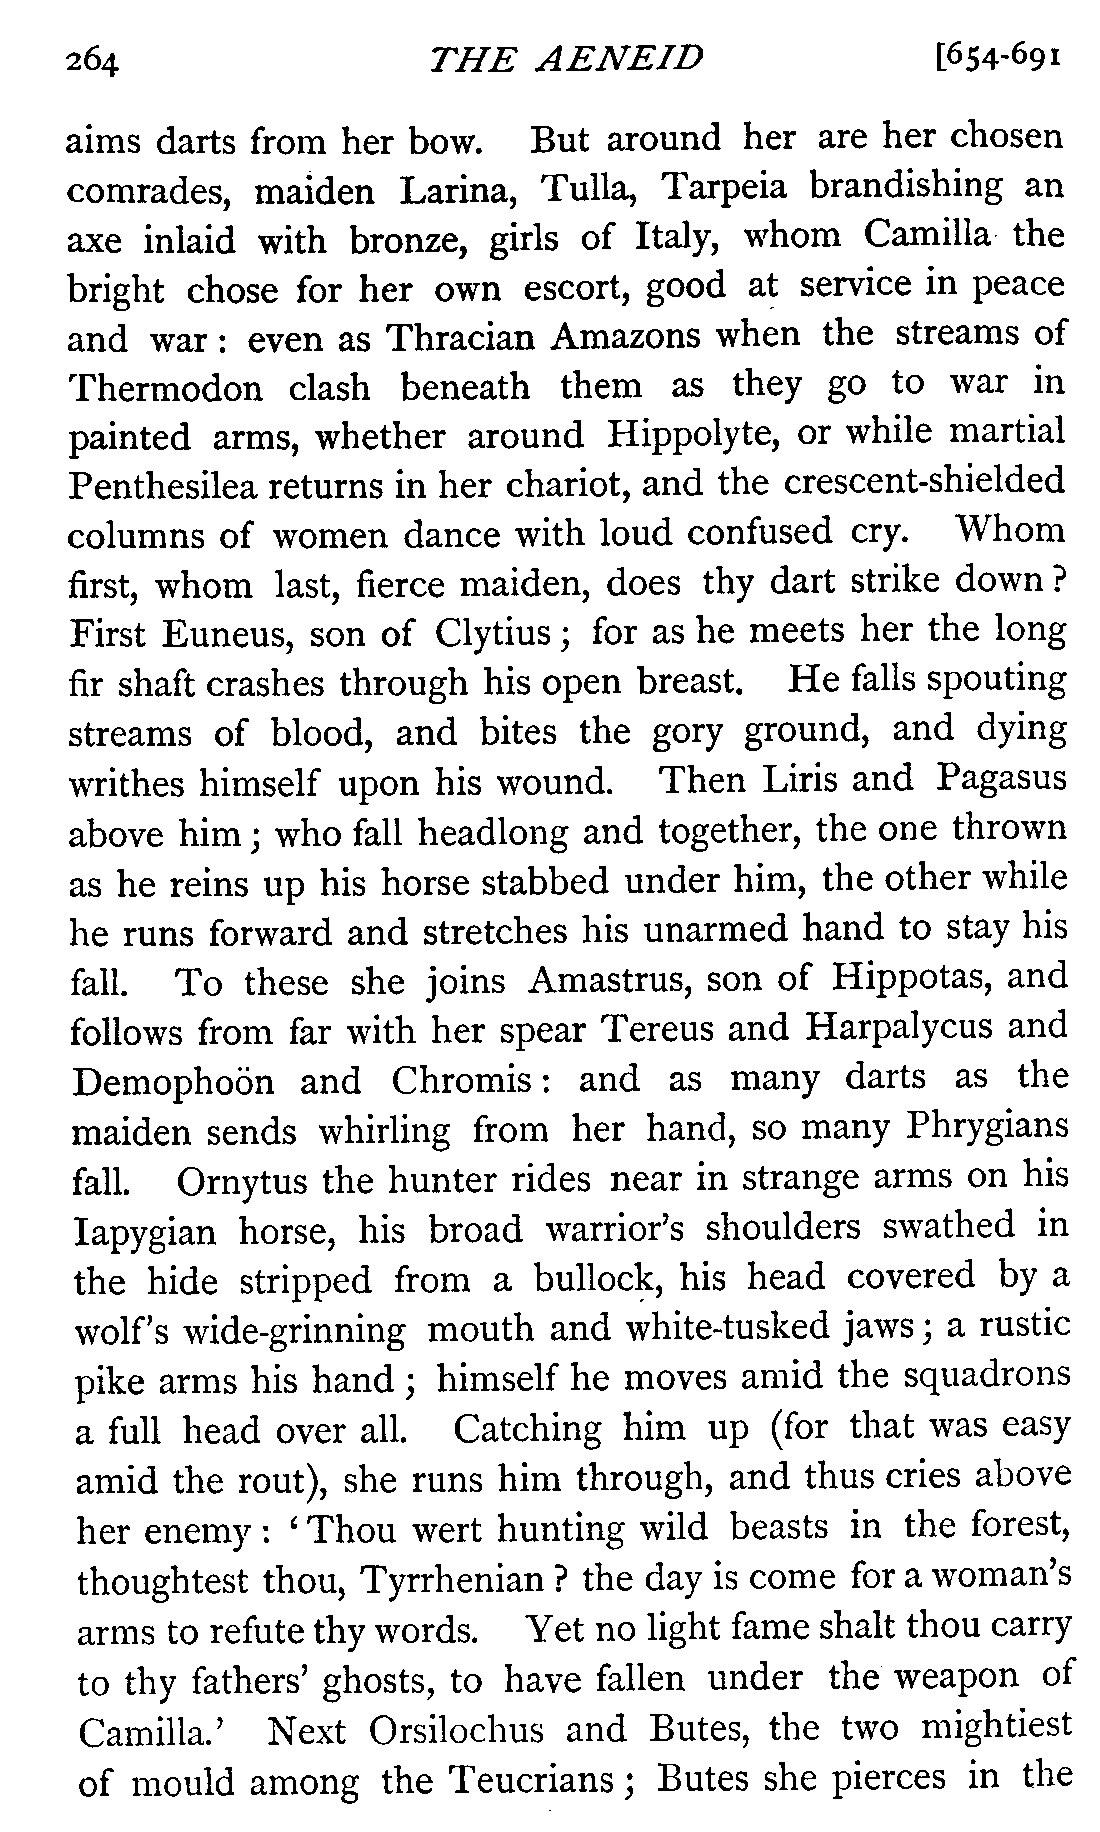 264 THE AENEID [654-691
aims darts from her bow. But around her are her chosen
comrades, maiden Larina, Tulla, Tarpeia brandishing an
axe inlaid with bronze, girls of Italy, whom Camilla the
bright chose for her own escort, good at service in peace
and war : even as Thracian Amazons when the streams of
Thermodon clash beneath them as they go to war in
painted arms, whether around Hippolyte, or while martial
Penthesilea returns in her chariot, and the crescent-shielded
columns of women dance with loud confused cry. Whom
first, whom last, fierce maiden, does thy dart strike down ?
First Euneus, son of Clytius ; for as he meets her the long
fir shaft crashes through his open breast. He falls spouting
streams of blood, and bites the gory ground, and dying
writhes himself upon his wound. Then Liris and Pagasus
above him ; who fall headlong and together, the one thrown
as he reins up his horse stabbed under him, the other while
he runs forward and stretches his unarmed hand to stay his
fall. To these she joins Amastrus, son of Hippotas, and
follows from far with her spear Tereus and Harpalycus and
Demophoön and Chromis : and as many darts as the
maiden sends whirling from her hand, so many Phrygians
fall. Ornytus the hunter rides near in strange arms on his
Iapygian horse, his broad warrior's shoulders swathed in
the hide stripped from a bullock, his head covered by a
wolf's wide-grinning mouth and white-tusked jaws ; a rustic
pike arms his hand ; himself he moves amid the squadrons
a full head over all. Catching him up (for that was easy
amid the rout), she runs him through, and thus cries above
her enemy : ‘ Thou wert hunting wild beasts in the forest,
thoughtest thou, Tyrrhenian ? the day is come for a woman's
arms to refute thy words. Yet no light fame shalt thou carry
to thy fathers' ghosts, to have fallen under the weapon of
Camilla.’ Next Orsilochus and Butes, the two mightiest
of mould among the Teucrians ; Butes she pierces in the